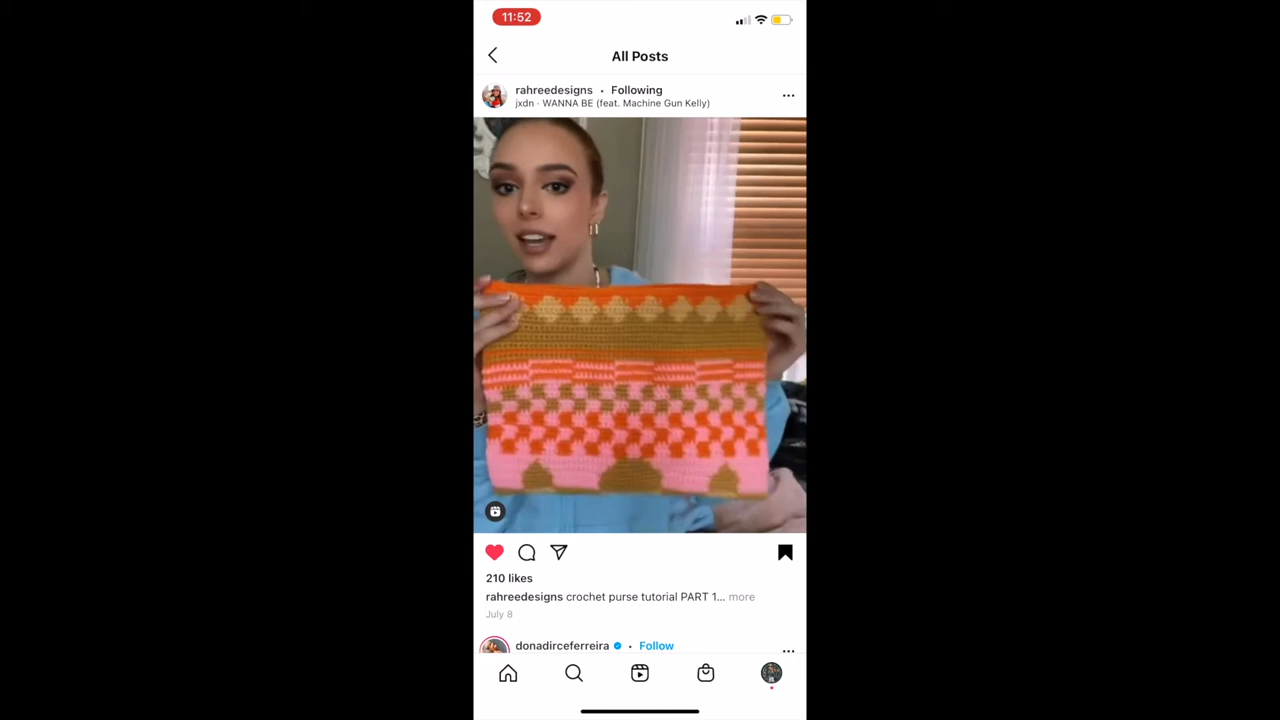 11:52
All Posts
rahreedesigns • Following
jxdn · WANNA BE (feat. Machine Gun Kelly)
210 likes
rahreedesigns crochet purse tutorial PART 1... more
July 8
donadirceferreira • Follow